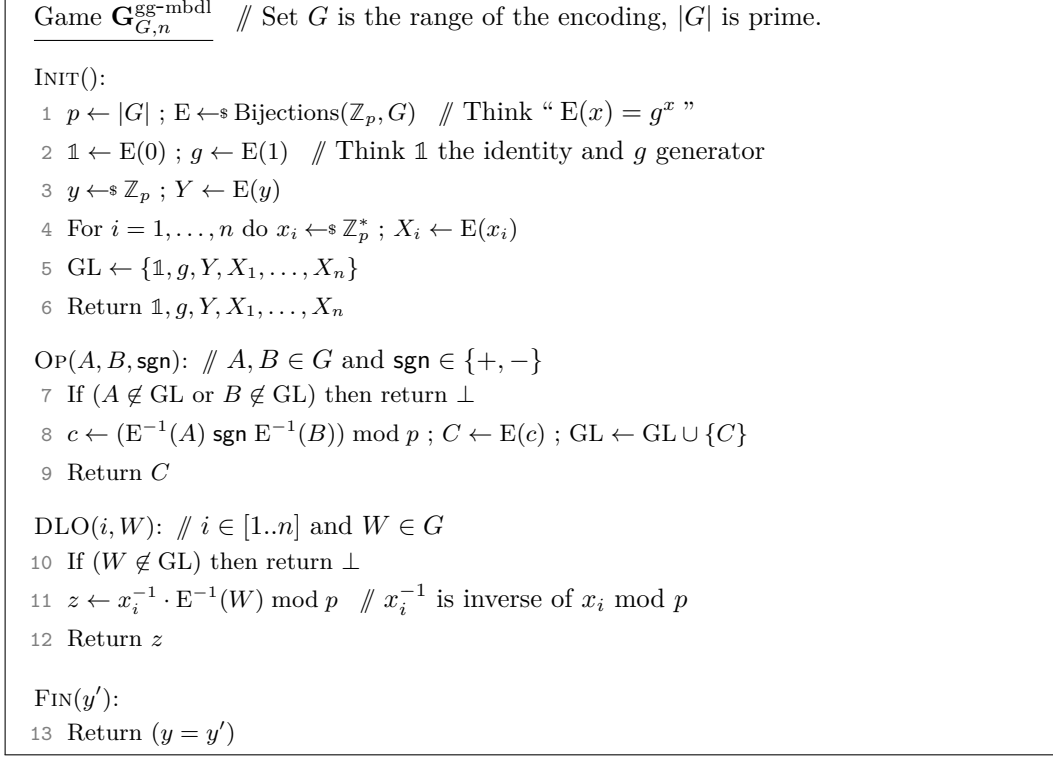 Game G^{gg-mbdl}_{G,n} // Set G is the range of the encoding, |G| is prime.
INIT():
1 p ← |G| ; E ←$ Bijections(ℤ_p, G) // Think “ E(x) = g^x ”
2 𝟙 ← E(0) ; g ← E(1) // Think 𝟙 the identity and g generator
3 y ←$ ℤ_p ; Y ← E(y)
4 For i = 1, . . . , n do x_i ←$ ℤ_p^* ; X_i ← E(x_i)
5 GL ← {𝟙, g, Y, X_1, . . . , X_n}
6 Return 𝟙, g, Y, X_1, . . . , X_n
OP(A, B, sgn): // A, B ∈ G and sgn ∈ {+, −}
7 If (A ∉ GL or B ∉ GL) then return ⊥
8 c ← (E^{-1}(A) sgn E^{-1}(B)) mod p ; C ← E(c) ; GL ← GL ∪ {C}
9 Return C
DLO(i, W): // i ∈ [1..n] and W ∈ G
10 If (W ∉ GL) then return ⊥
11 z ← x_i^{-1} · E^{-1}(W) mod p // x_i^{-1} is inverse of x_i mod p
12 Return z
FIN(y′):
13 Return (y = y′)